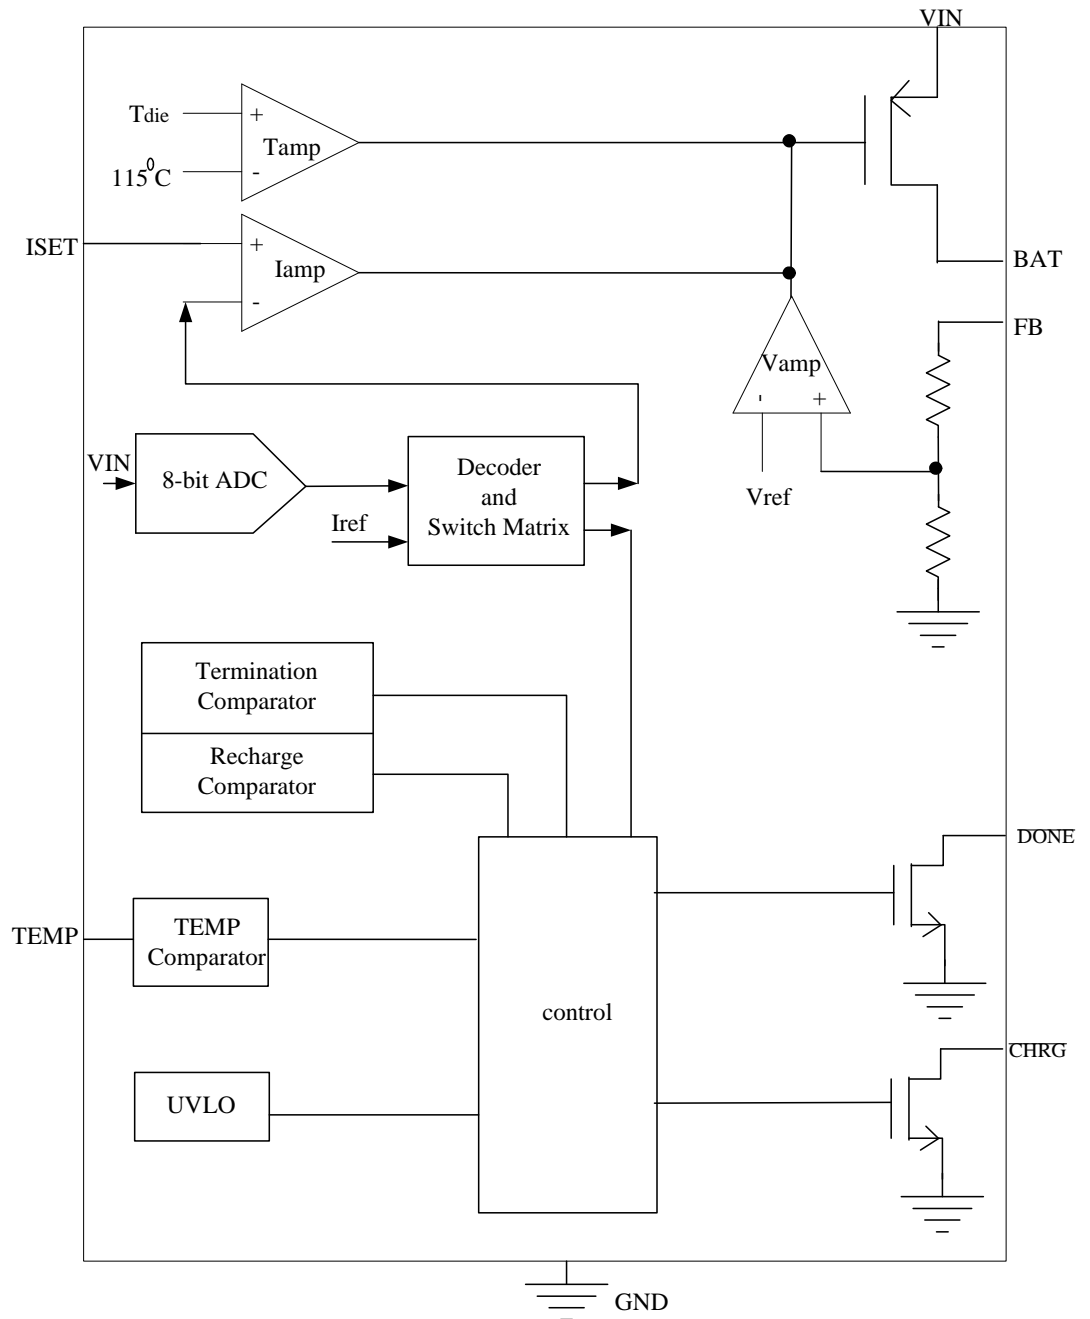 VIN
Tdie
+
Tamp
115⁰C
-
ISET
+
Iamp
-
BAT
FB
Vamp
- +
VIN
8-bit ADC
Decoder
and
Switch Matrix
Iref
Vref
Termination
Comparator
Recharge
Comparator
DONE
TEMP
TEMP
Comparator
control
CHRG
UVLO
GND